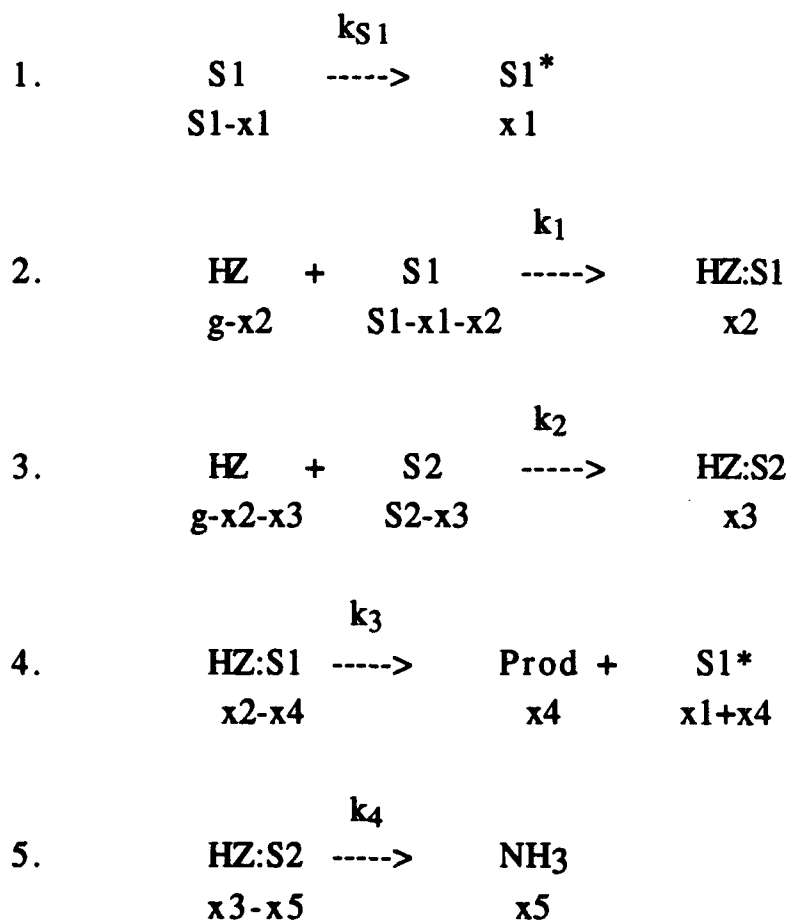 kS1
1. S1 -----> S1*
S1-x1 x1
k1
2. HZ + S1 -----> HZ:S1
g-x2 S1-x1-x2 x2
k2
3. HZ + S2 -----> HZ:S2
g-x2-x3 S2-x3 x3
k3
4. HZ:S1 -----> Prod + S1*
x2-x4 x4 x1+x4
k4
5. HZ:S2 -----> NH3
x3-x5 x5